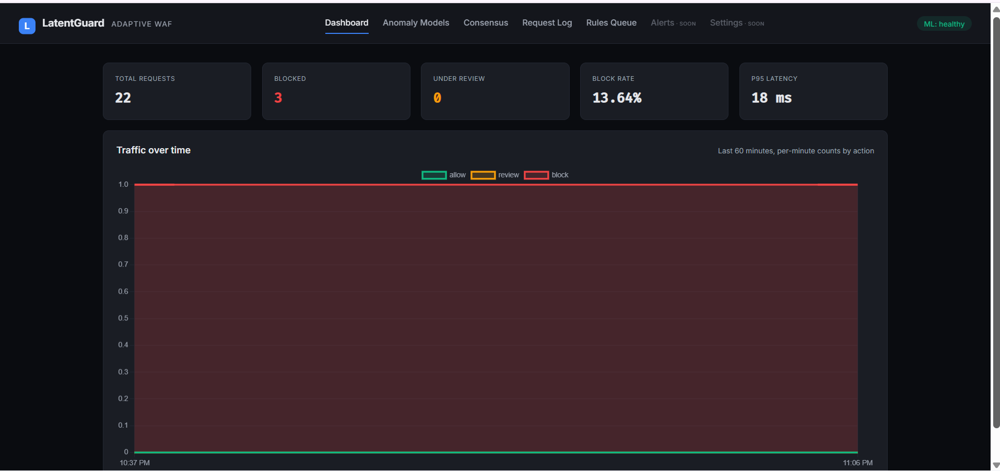 L LatentGuard ADAPTIVE WAF Dashboard Anomaly Models Consensus Request Log Rules Queue Alerts · SOON Settings · SOON ML: healthy
TOTAL REQUESTS BLOCKED UNDER REVIEW BLOCK RATE P95 LATENCY
22 3 0 13.64% 18 ms
Traffic over time Last 60 minutes, per-minute counts by action
allow review block
1.0
0.9
0.8
0.7
0.6
0.5
0.4
0.3
0.2
0.1
0
10:37 PM 11:06 PM